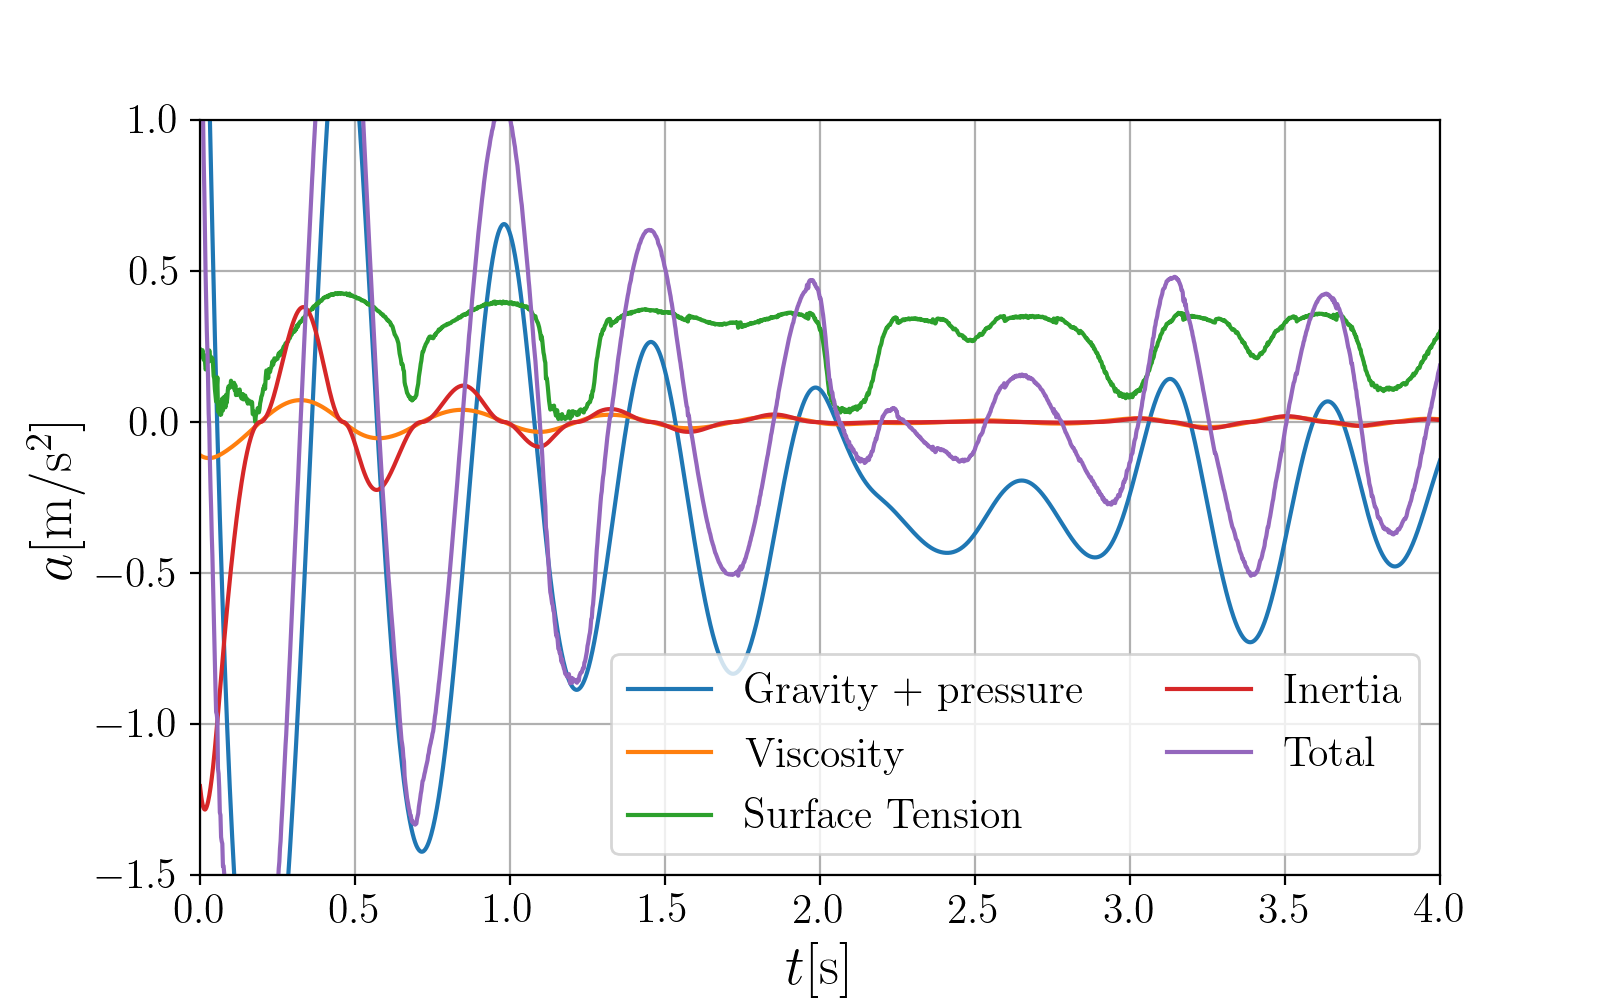 1.0
0.5
0.0
−0.5
−1.0
−1.5
a[m/s²]
0.0 0.5 1.0 1.5 2.0 2.5 3.0 3.5 4.0
t[s]
Gravity + pressure
Viscosity
Surface Tension
Inertia
Total